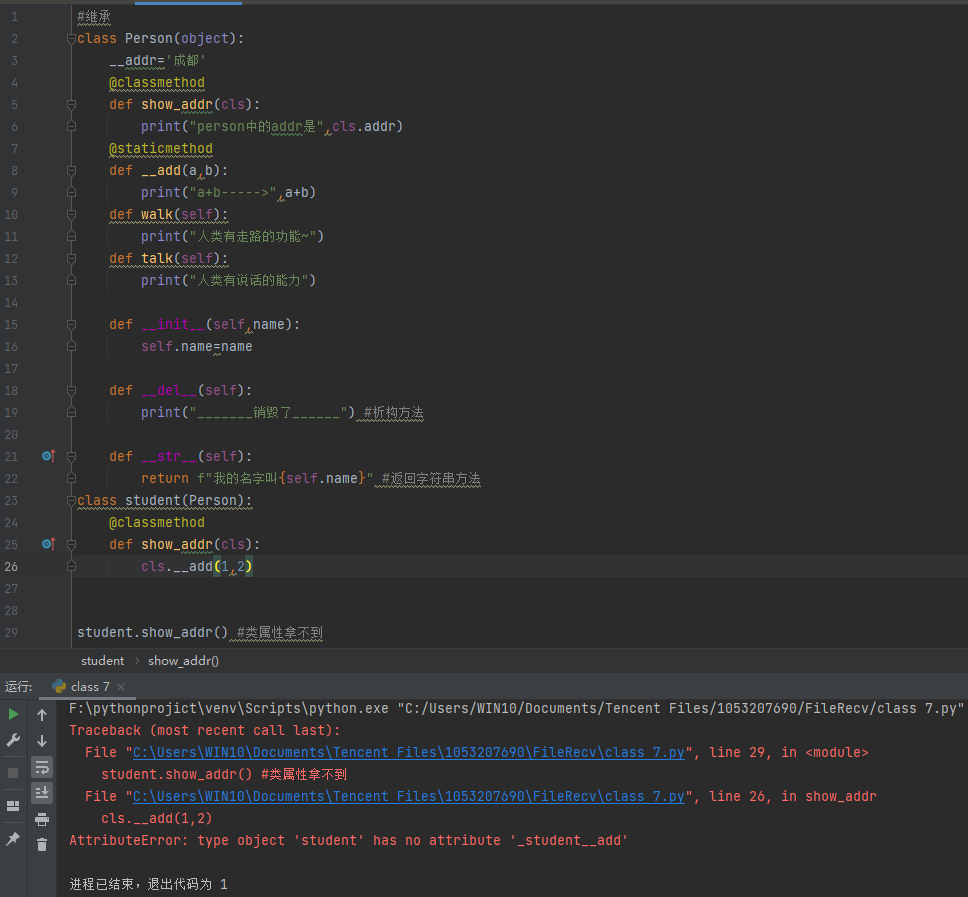 1 #继承
2 class Person(object):
3 __addr='成都'
4 @classmethod
5 def show_addr(cls):
6 print("person中的addr是",cls.addr)
7 @staticmethod
8 def __add(a,b):
9 print("a+b----->",a+b)
10 def walk(self):
11 print("人类有走路的功能~")
12 def talk(self):
13 print("人类有说话的能力")
14
15 def __init__(self,name):
16 self.name=name
17
18 def __del__(self):
19 print("_______销毁了______") #析构方法
20
21 def __str__(self):
22 return f"我的名字叫{self.name}" #返回字符串方法
23 class student(Person):
24 @classmethod
25 def show_addr(cls):
26 cls.__add(1,2)
27
28
29 student.show_addr() #类属性拿不到
student › show_addr()
运行: class 7 ×
F:\pythonprojict\venv\Scripts\python.exe "C:/Users/WIN10/Documents/Tencent Files/1053207690/FileRecv/class 7.py"
Traceback (most recent call last):
File "C:\Users\WIN10\Documents\Tencent Files\1053207690\FileRecv\class 7.py", line 29, in <module>
student.show_addr() #类属性拿不到
File "C:\Users\WIN10\Documents\Tencent Files\1053207690\FileRecv\class 7.py", line 26, in show_addr
cls.__add(1,2)
AttributeError: type object 'student' has no attribute '_student__add'
进程已结束，退出代码为 1